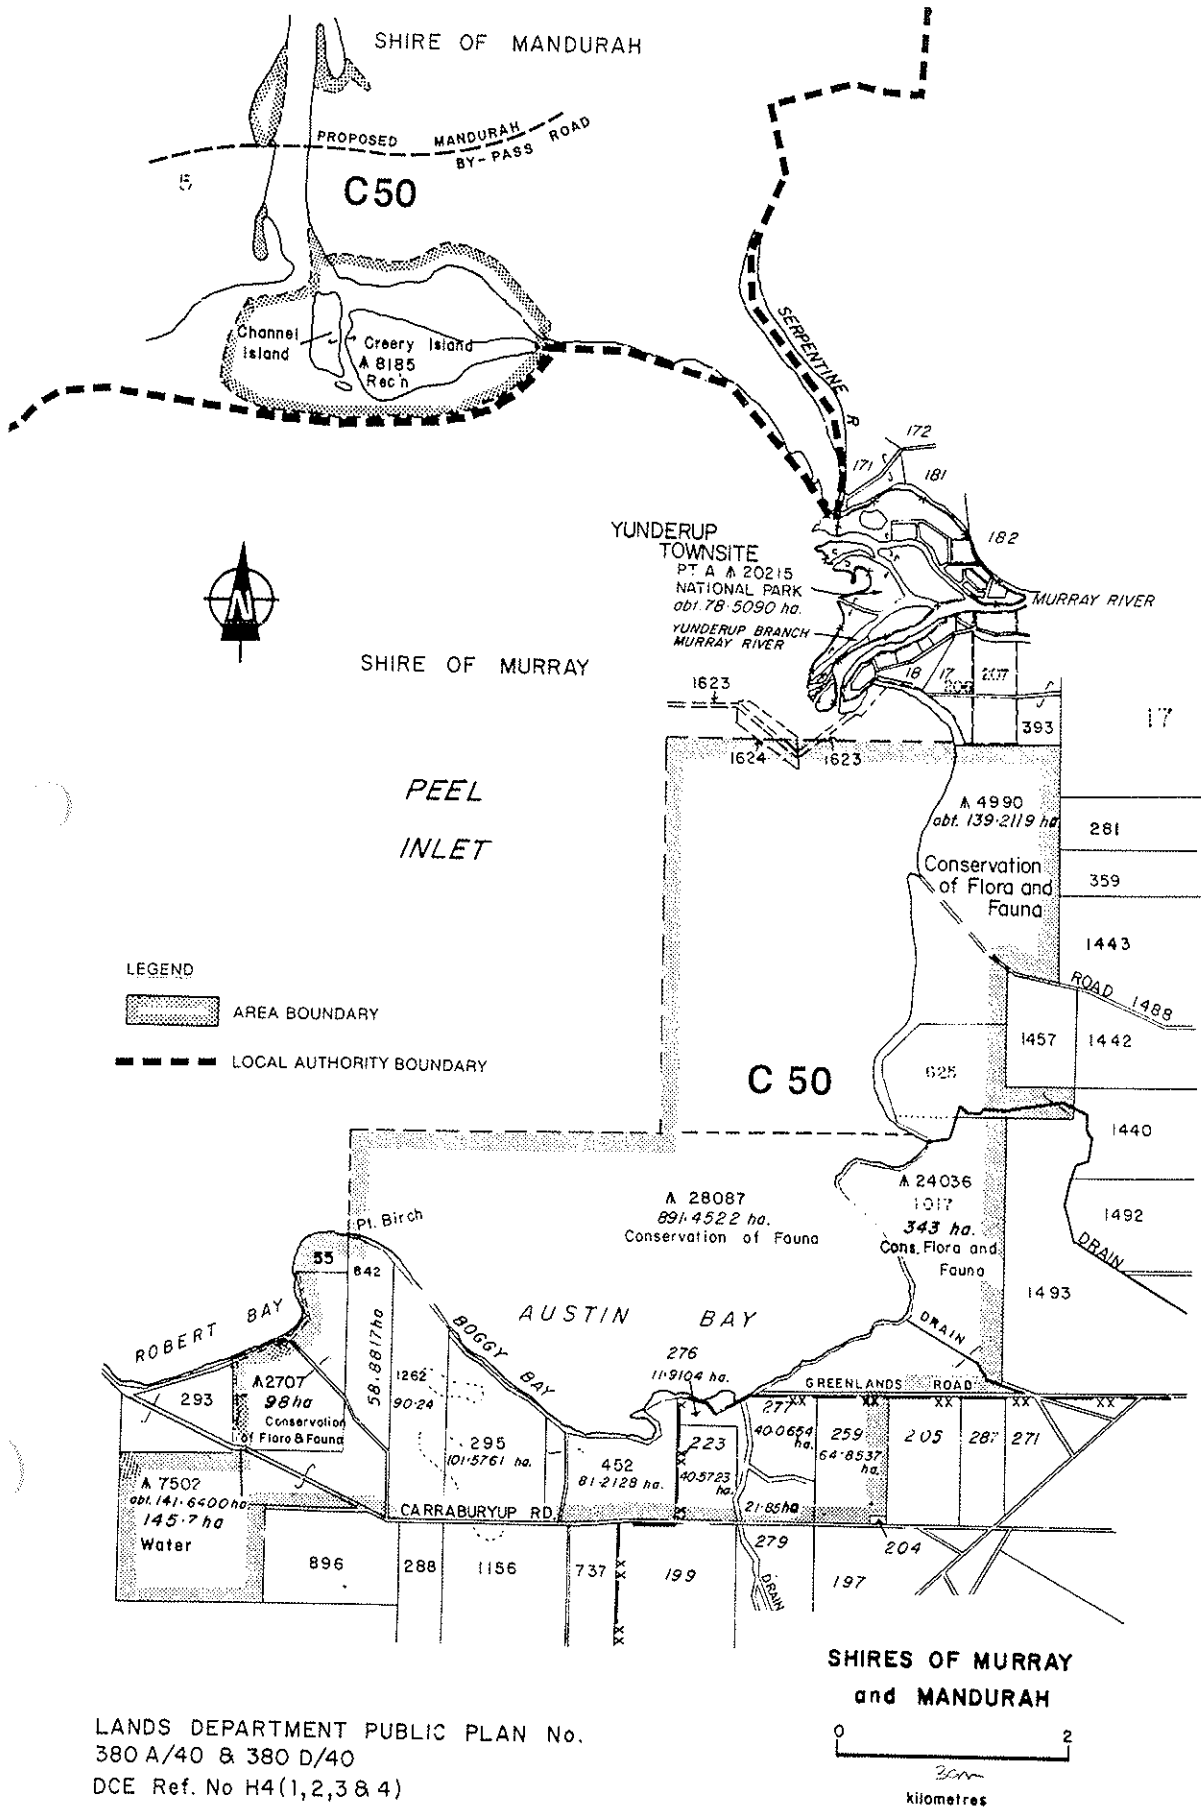 SHIRE OF MANDURAH
PROPOSED MANDURAH
BY-PASS ROAD
5
C50
Channel
Island
Creery Island
8185
Rec'n
SERPENTINE R
172
171
181
182
YUNDERUP
TOWNSITE
PT A 20215
NATIONAL PARK
abt. 78·5090 ha.
MURRAY RIVER
YUNDERUP BRANCH
MURRAY RIVER
N
SHIRE OF MURRAY
18
17
207
1623
393
17
1624
1623
PEEL
INLET
4990
abt. 139·2119 ha
281
Conservation
of Flora and
Fauna
359
1443
LEGEND
AREA BOUNDARY
LOCAL AUTHORITY BOUNDARY
ROAD
1488
1457
1442
625
C 50
1440
24036
1017
343 ha.
Cons. Flora and
Fauna
28087
891·4522 ha.
Conservation of Fauna
1492
DRAIN
Pt. Birch
55
842
58.8817ha
1493
ROBERT BAY
AUSTIN BAY
BOGGY BAY
DRAIN
276
11·9104 ha.
GREENLANDS ROAD
293
2707
98 ha
Conservation
of Flora & Fauna
1262
90·24
295
101·5761 ha.
452
81·2128 ha.
223
40·5723
ha.
277
40·0654
ha.
259
64·8537
ha.
205
287
271
21·85ha
7502
abt. 141·6400 ha
145·7 ha
Water
CARRABURYUP RD.
896
288
1156
737
199
279
DRAIN
197
204
XX
SHIRES OF MURRAY
and MANDURAH
0 2
3cm
kilometres
LANDS DEPARTMENT PUBLIC PLAN No.
380 A/40 & 380 D/40
DCE Ref. No H4(1,2,3 & 4)